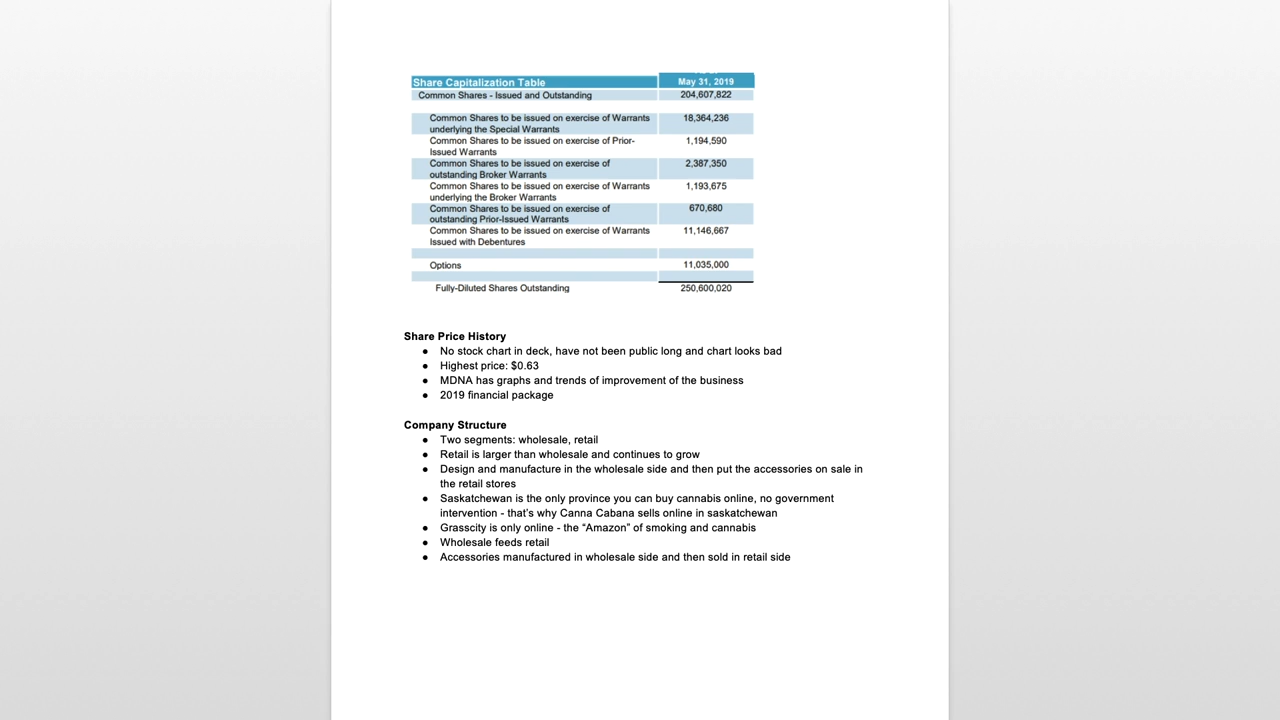 Share Capitalization Table
May 31, 2019
Common Shares - Issued and Outstanding
204,607,822
Common Shares to be issued on exercise of Warrants
underlying the Special Warrants
18,364,236
Common Shares to be issued on exercise of Prior-
Issued Warrants
1,194,590
Common Shares to be issued on exercise of
outstanding Broker Warrants
2,387,350
Common Shares to be issued on exercise of Warrants
underlying the Broker Warrants
1,193,675
Common Shares to be issued on exercise of
outstanding Prior-Issued Warrants
670,680
Common Shares to be issued on exercise of Warrants
Issued with Debentures
11,146,667
Options
11,035,000
Fully-Diluted Shares Outstanding
250,600,020
Share Price History
● No stock chart in deck, have not been public long and chart looks bad
● Highest price: $0.63
● MDNA has graphs and trends of improvement of the business
● 2019 financial package
Company Structure
● Two segments: wholesale, retail
● Retail is larger than wholesale and continues to grow
● Design and manufacture in the wholesale side and then put the accessories on sale in
the retail stores
● Saskatchewan is the only province you can buy cannabis online, no government
intervention - that's why Canna Cabana sells online in saskatchewan
● Grasscity is only online - the “Amazon” of smoking and cannabis
● Wholesale feeds retail
● Accessories manufactured in wholesale side and then sold in retail side